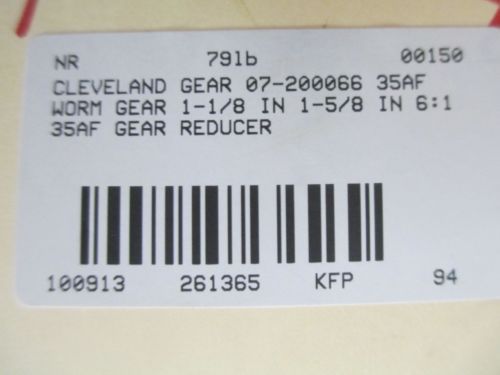 NR 79lb 00150
CLEVELAND GEAR 07-200066 35AF
WORM GEAR 1-1/8 IN 1-5/8 IN 6:1
35AF GEAR REDUCER
100913 261365 KFP 94